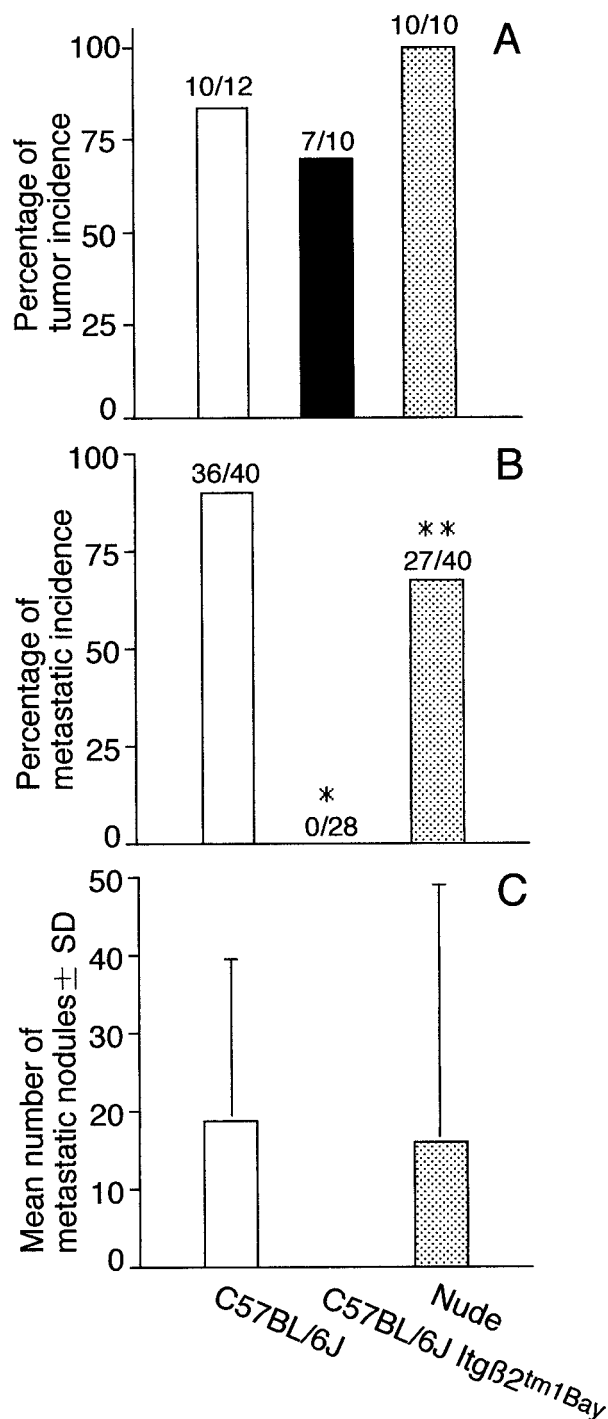 A
Percentage of
tumor incidence
100
75
50
25
0
10/12
7/10
10/10
B
Percentage of
metastatic incidence
100
75
50
25
0
36/40
*
0/28
**
27/40
C
Mean number of
metastatic nodules ± SD
50
40
30
20
10
0
C57BL/6J
C57BL/6J Itgß2tm1Bay
Nude